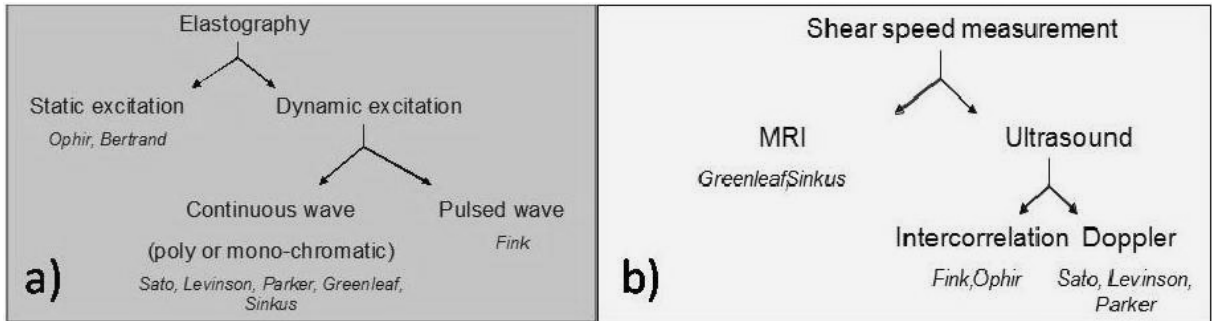 Elastography
Static excitation
Ophir, Bertrand
Dynamic excitation
Continuous wave
(poly or mono-chromatic)
Sato, Levinson, Parker, Greenleaf,
Sinkus
Pulsed wave
Fink
a)
Shear speed measurement
MRI
Greenleaf,Sinkus
Ultrasound
Intercorrelation
Fink,Ophir
Doppler
Sato, Levinson,
Parker
b)